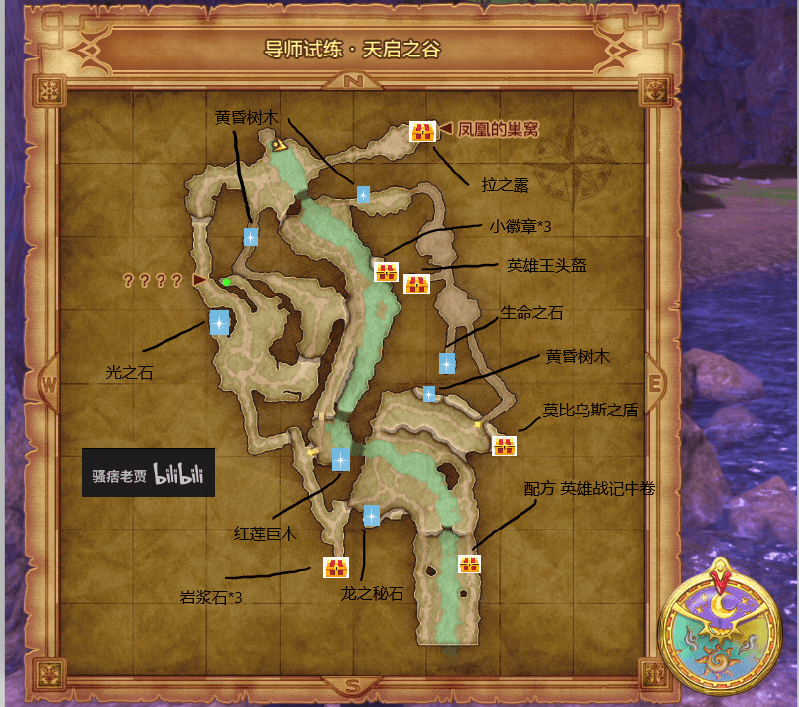 导师试练·天启之谷
N
黄昏树木
凤凰的巢窝
拉之露
小徽章*3
英雄王头盔
????
生命之石
光之石
黄昏树木
W
E
莫比乌斯之盾
骚痞老贾 bilibili
配方 英雄战记中卷
红莲巨木
岩浆石*3
龙之秘石
S